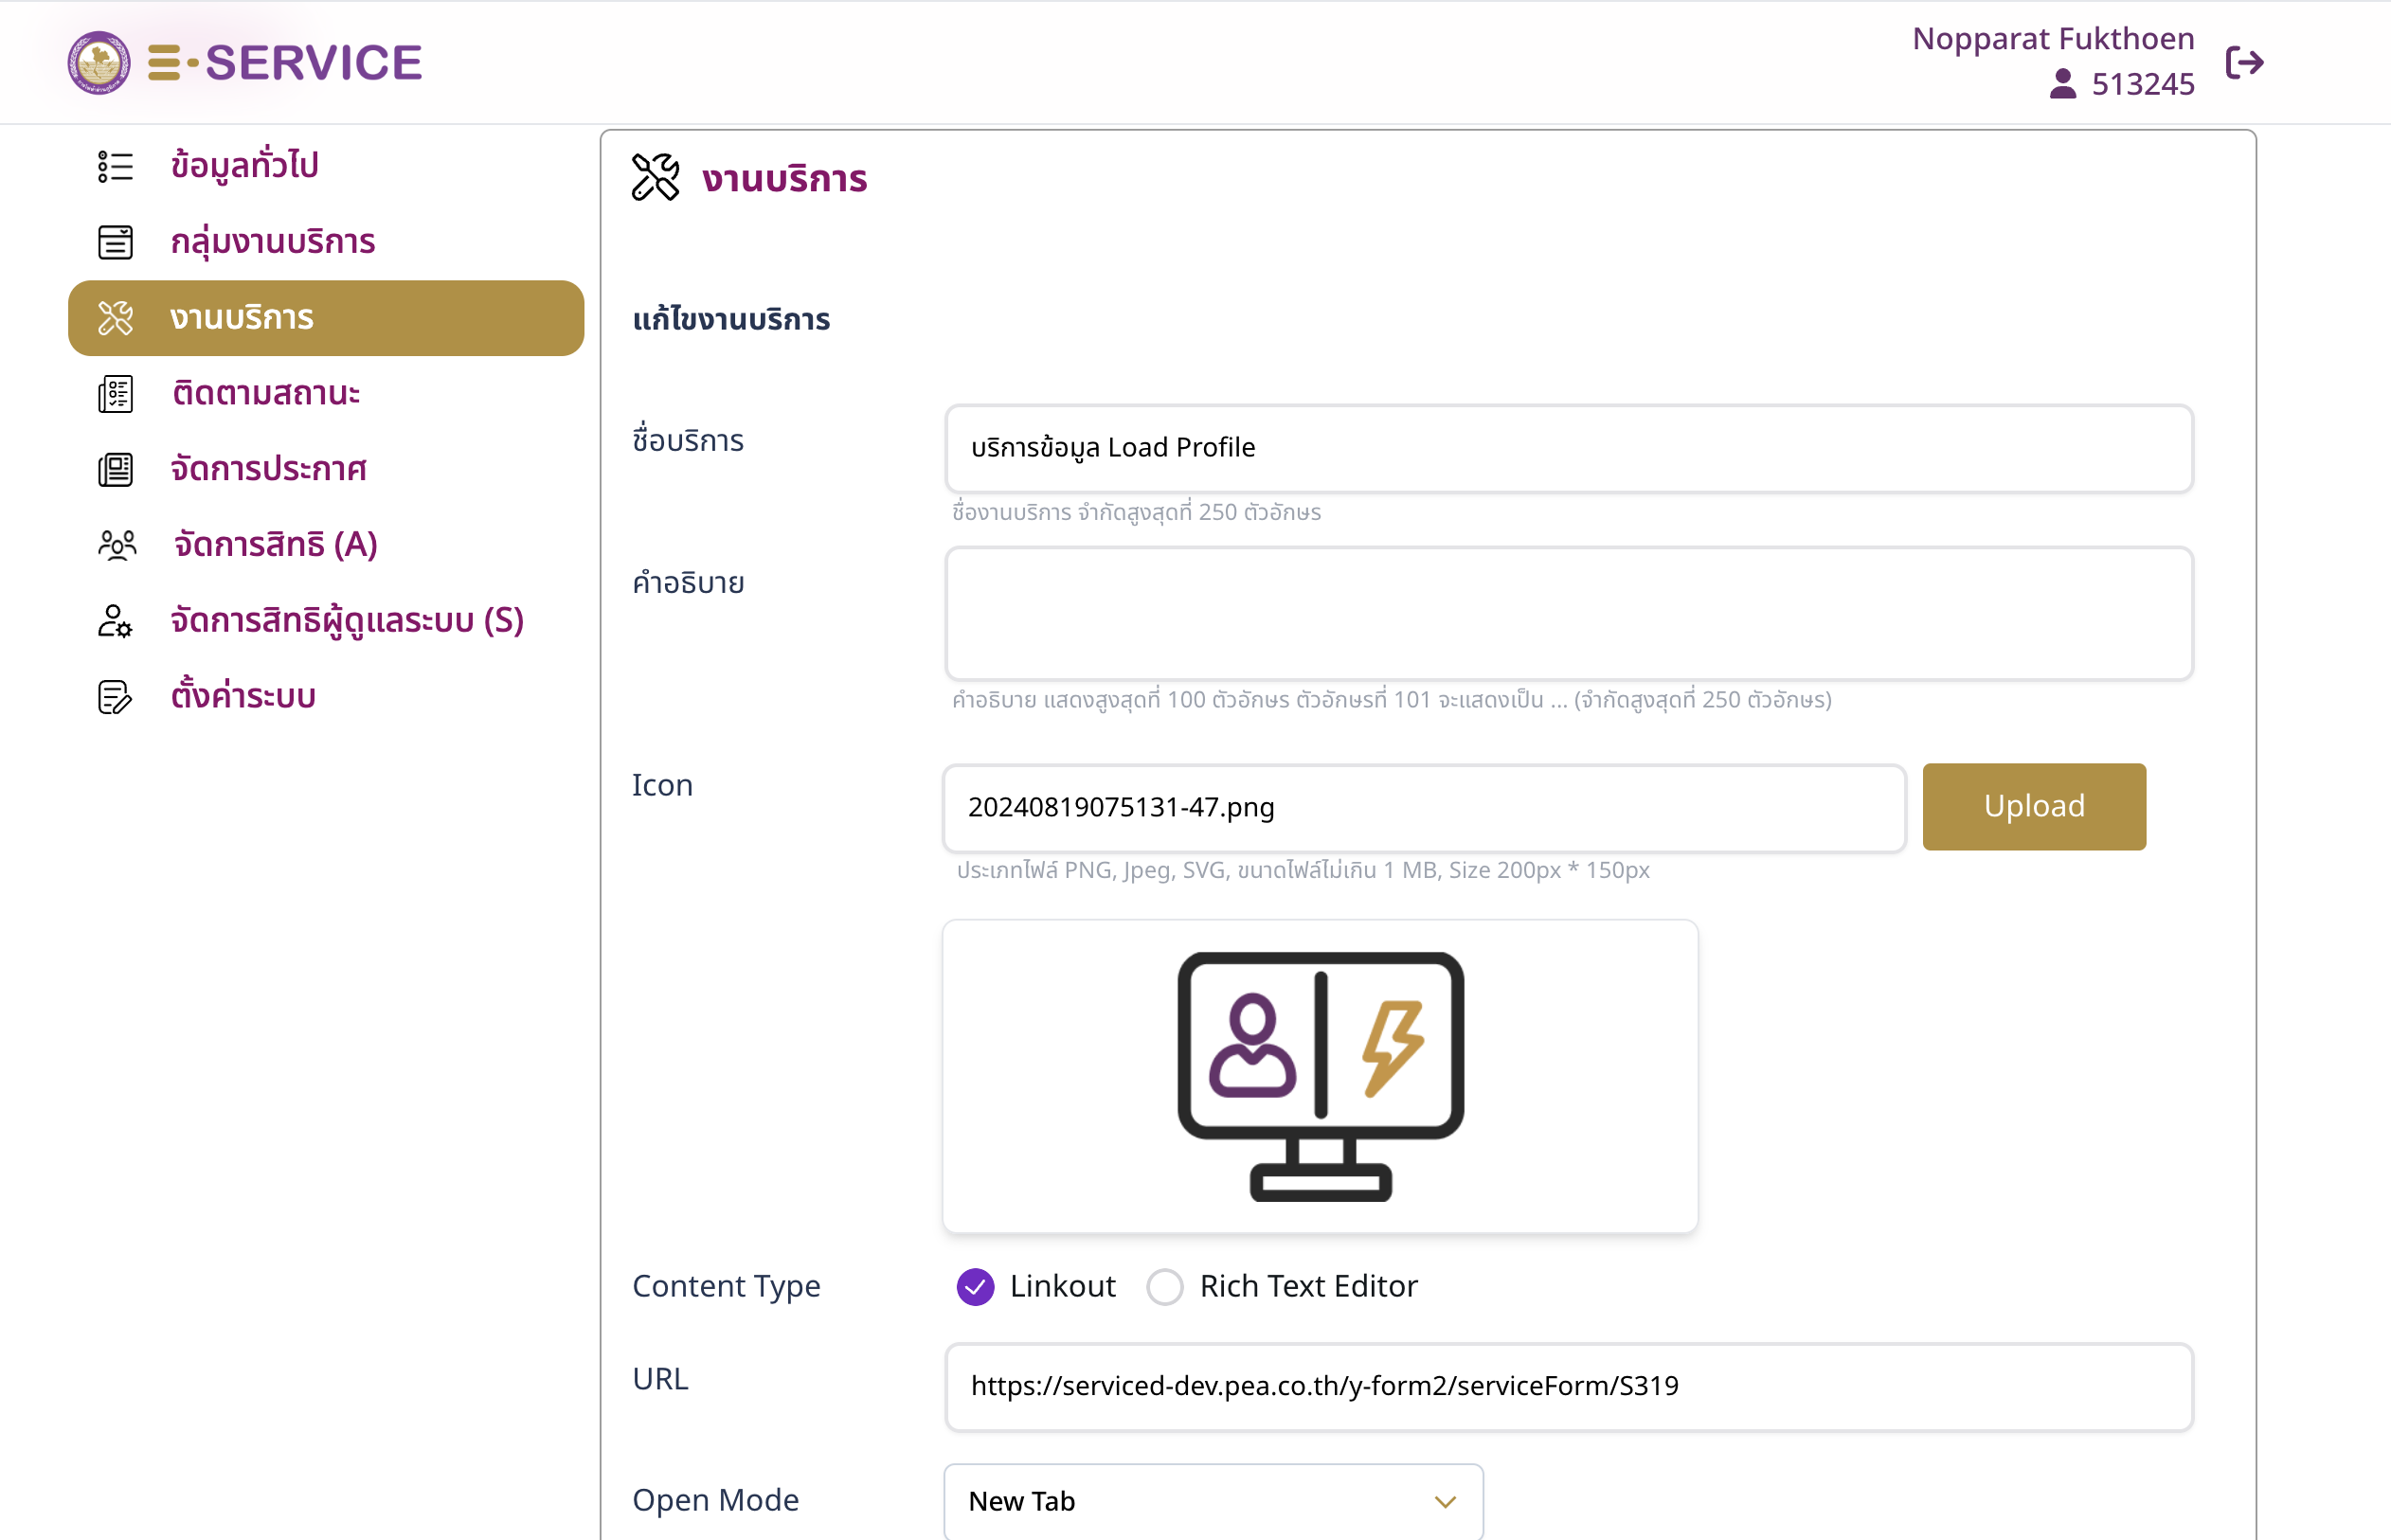 E-SERVICE
Nopparat Fukthoen
513245
ข้อมูลทั่วไป
กลุ่มงานบริการ
งานบริการ
ติดตามสถานะ
จัดการประกาศ
จัดการสิทธิ (A)
จัดการสิทธิผู้ดูแลระบบ (S)
ตั้งค่าระบบ
งานบริการ
แก้ไขงานบริการ
ชื่อบริการ
บริการข้อมูล Load Profile
ชื่องานบริการ จำกัดสูงสุดที่ 250 ตัวอักษร
คำอธิบาย
คำอธิบาย แสดงสูงสุดที่ 100 ตัวอักษร ตัวอักษรที่ 101 จะแสดงเป็น ... (จำกัดสูงสุดที่ 250 ตัวอักษร)
Icon
20240819075131-47.png
Upload
ประเภทไฟล์ PNG, Jpeg, SVG, ขนาดไฟล์ไม่เกิน 1 MB, Size 200px * 150px
Content Type
Linkout
Rich Text Editor
URL
https://serviced-dev.pea.co.th/y-form2/serviceForm/S319
Open Mode
New Tab